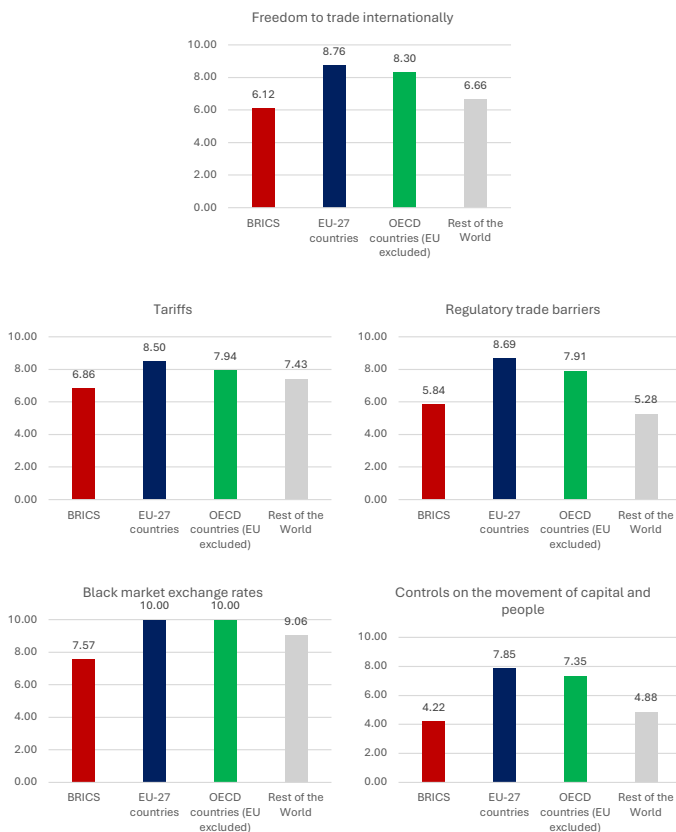 Freedom to trade internationally
10.00
8.00
6.00
4.00
2.00
0.00
6.12
8.76
8.30
6.66
BRICS
EU-27
countries
OECD
countries (EU
excluded)
Rest of the
World
Tariffs
10.00
8.00
6.00
4.00
2.00
0.00
6.86
8.50
7.94
7.43
BRICS
EU-27
countries
OECD
countries (EU
excluded)
Rest of the
World
Regulatory trade barriers
10.00
8.00
6.00
4.00
2.00
0.00
5.84
8.69
7.91
5.28
BRICS
EU-27
countries
OECD
countries (EU
excluded)
Rest of the
World
Black market exchange rates
10.00
8.00
6.00
4.00
2.00
0.00
7.57
10.00
10.00
9.06
BRICS
EU-27
countries
OECD
countries (EU
excluded)
Rest of the
World
Controls on the movement of capital and
people
10.00
8.00
6.00
4.00
2.00
0.00
4.22
7.85
7.35
4.88
BRICS
EU-27
countries
OECD
countries (EU
excluded)
Rest of the
World